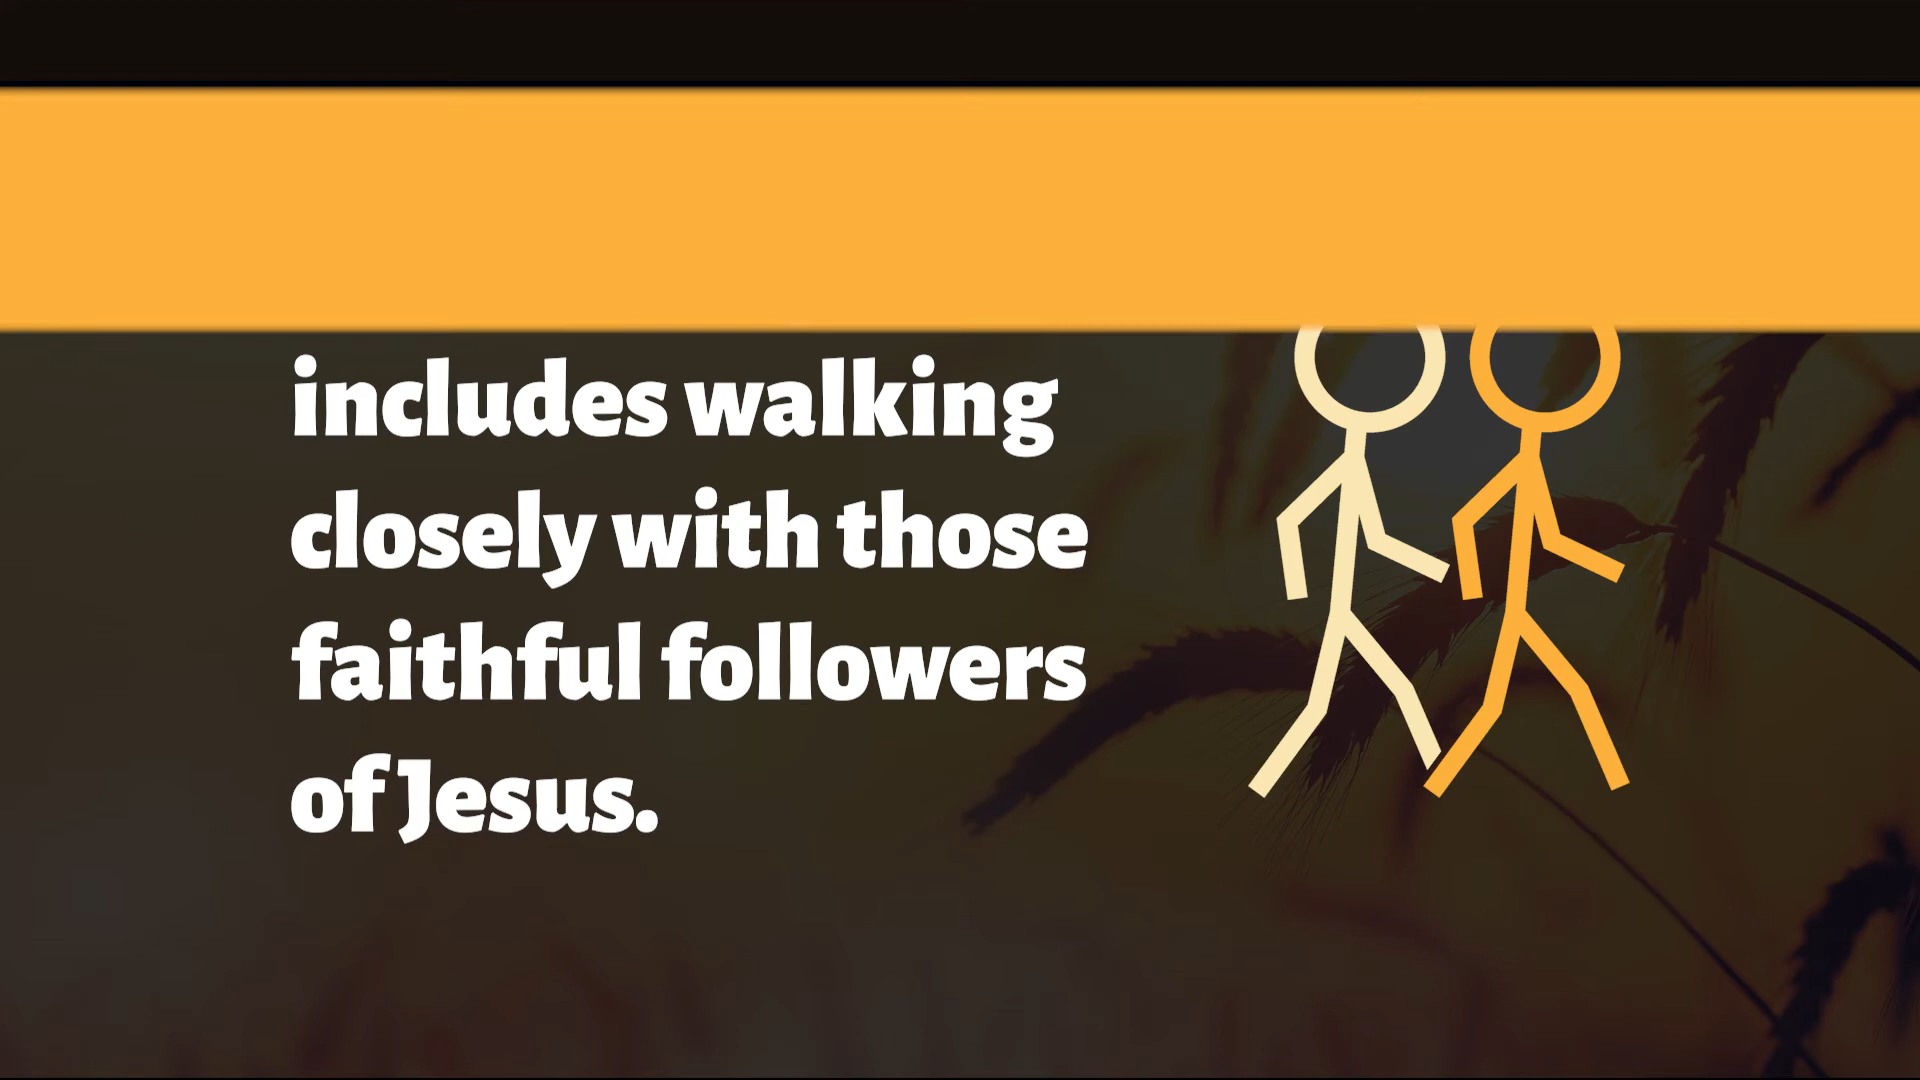 includes walking
closely with those
faithful followers
of Jesus.